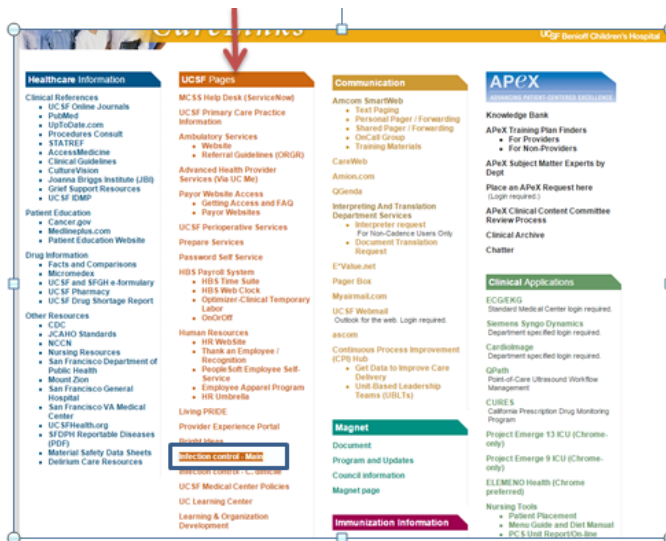 CareLinks
UCSF Benioff Children's Hospital
Healthcare Information
Clinical References
UCSF Online Journals
PubMed
UpToDate.com
Procedures Consult
STATREF
AccessMedicine
Clinical Guidelines
CultureVision
Joanna Briggs Institute (JBI)
Grief Support Resources
UCSF IDMP
Patient Education
Cancer.gov
Medlineplus.com
Patient Education Website
Drug Information
Facts and Comparisons
Micromedex
UCSF and SFGH e-formulary
UCSF Pharmacy
UCSF Drug Shortage Report
Other Resources
CDC
JCAHO Standards
NCCN
Nursing Resources
San Francisco Department of
Public Health
Mount Zion
San Francisco General
Hospital
San Francisco VA Medical
Center
UCSFHealth.org
SFDPH Reportable Diseases
(PDF)
Material Safety Data Sheets
Delirium Care Resources
UCSF Pages
MCSS Help Desk (ServiceNow)
UCSF Primary Care Practice
Information
Ambulatory Services
Website
Referral Guidelines (ORGR)
Advanced Health Provider
Services (Via UC Me)
Payor Website Access
Getting Access and FAQ
Payor Websites
UCSF Perioperative Services
Prepare Services
Password Self Service
HBS Payroll System
HBS Time Suite
HBS Web Clock
Optimizer-Clinical Temporary
Labor
OnOrOff
Human Resources
HR WebSite
Thank an Employee /
Recognition
PeopleSoft Employee Self-
Service
Employee Apparel Program
HR Umbrella
Living PRIDE
Provider Experience Portal
Bright Ideas
Infection control - Main
Infection control - C. difficile
UCSF Medical Center Policies
UC Learning Center
Learning & Organization
Development
Communication
Amcom SmartWeb
Text Paging
Personal Pager / Forwarding
Shared Pager / Forwarding
OnCall Group
Training Materials
CareWeb
Amion.com
QGenda
Interpreting And Translation
Department Services
Interpreter request
For Non-Cadence Users Only
Document Translation
Request
E*Value.net
Pager Box
Myairmail.com
UCSF Webmail
Outlook for the web. Login required.
ascom
Continuous Process Improvement
(CPI) Hub
Get Data to Improve Care
Delivery
Unit-Based Leadership
Teams (UBLTs)
Magnet
Document
Program and Updates
Council information
Magnet page
Immunization Information
APeX
ADVANCING PATIENT-CENTERED EXCELLENCE
Knowledge Bank
APeX Training Plan Finders
For Providers
For Non-Providers
APeX Subject Matter Experts by
Dept
Place an APeX Request here
(Login required.)
APeX Clinical Content Committee
Review Process
Clinical Archive
Chatter
Clinical Applications
ECG/EKG
Standard Medical Center login required.
Siemens Syngo Dynamics
Department specified login required.
CardioImage
Department specified login required.
QPath
Point-of-Care Ultrasound Workflow
Management
CURES
California Prescription Drug Monitoring
Program
Project Emerge 13 ICU (Chrome-
only)
Project Emerge 9 ICU (Chrome-
only)
ELEMENO Health (Chrome
preferred)
Nursing Tools
Patient Placement
Menu Guide and Diet Manual
PCS Unit Report/On-line